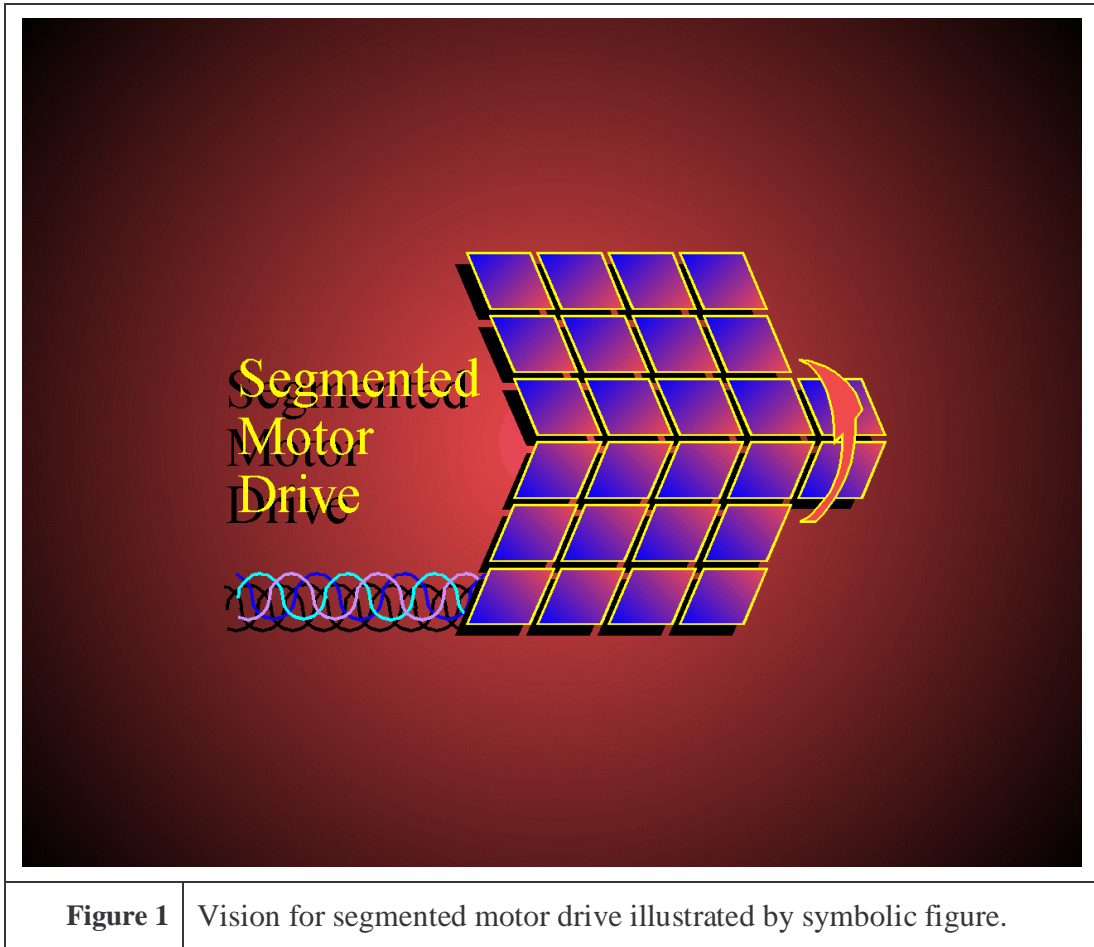 Segmented
Motor
Drive
Figure 1 Vision for segmented motor drive illustrated by symbolic figure.